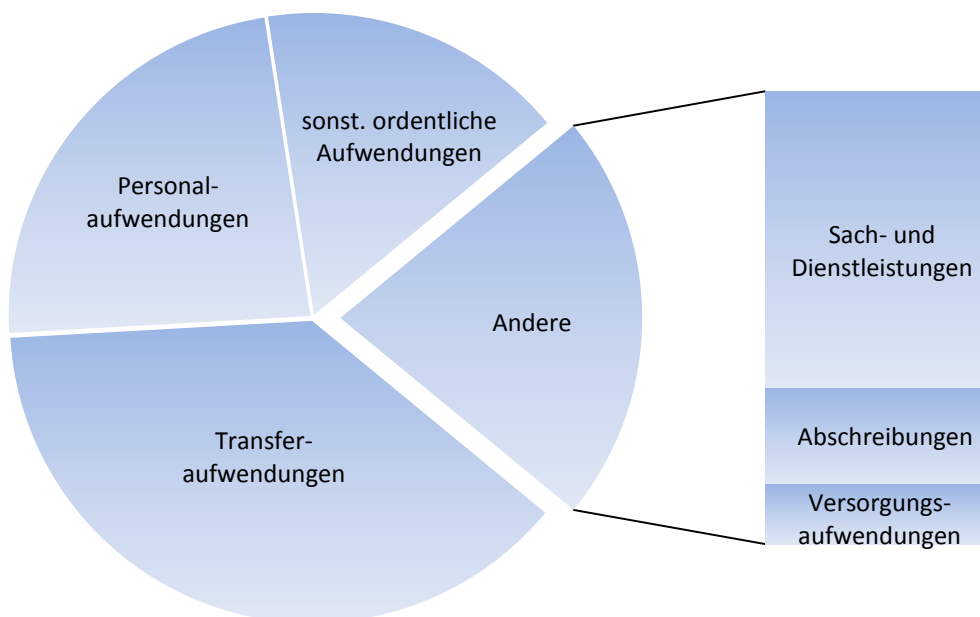 sonst. ordentliche
Aufwendungen
Personal-
aufwendungen
Andere
Transfer-
aufwendungen
Sach- und
Dienstleistungen
Abschreibungen
Versorgungs-
aufwendungen